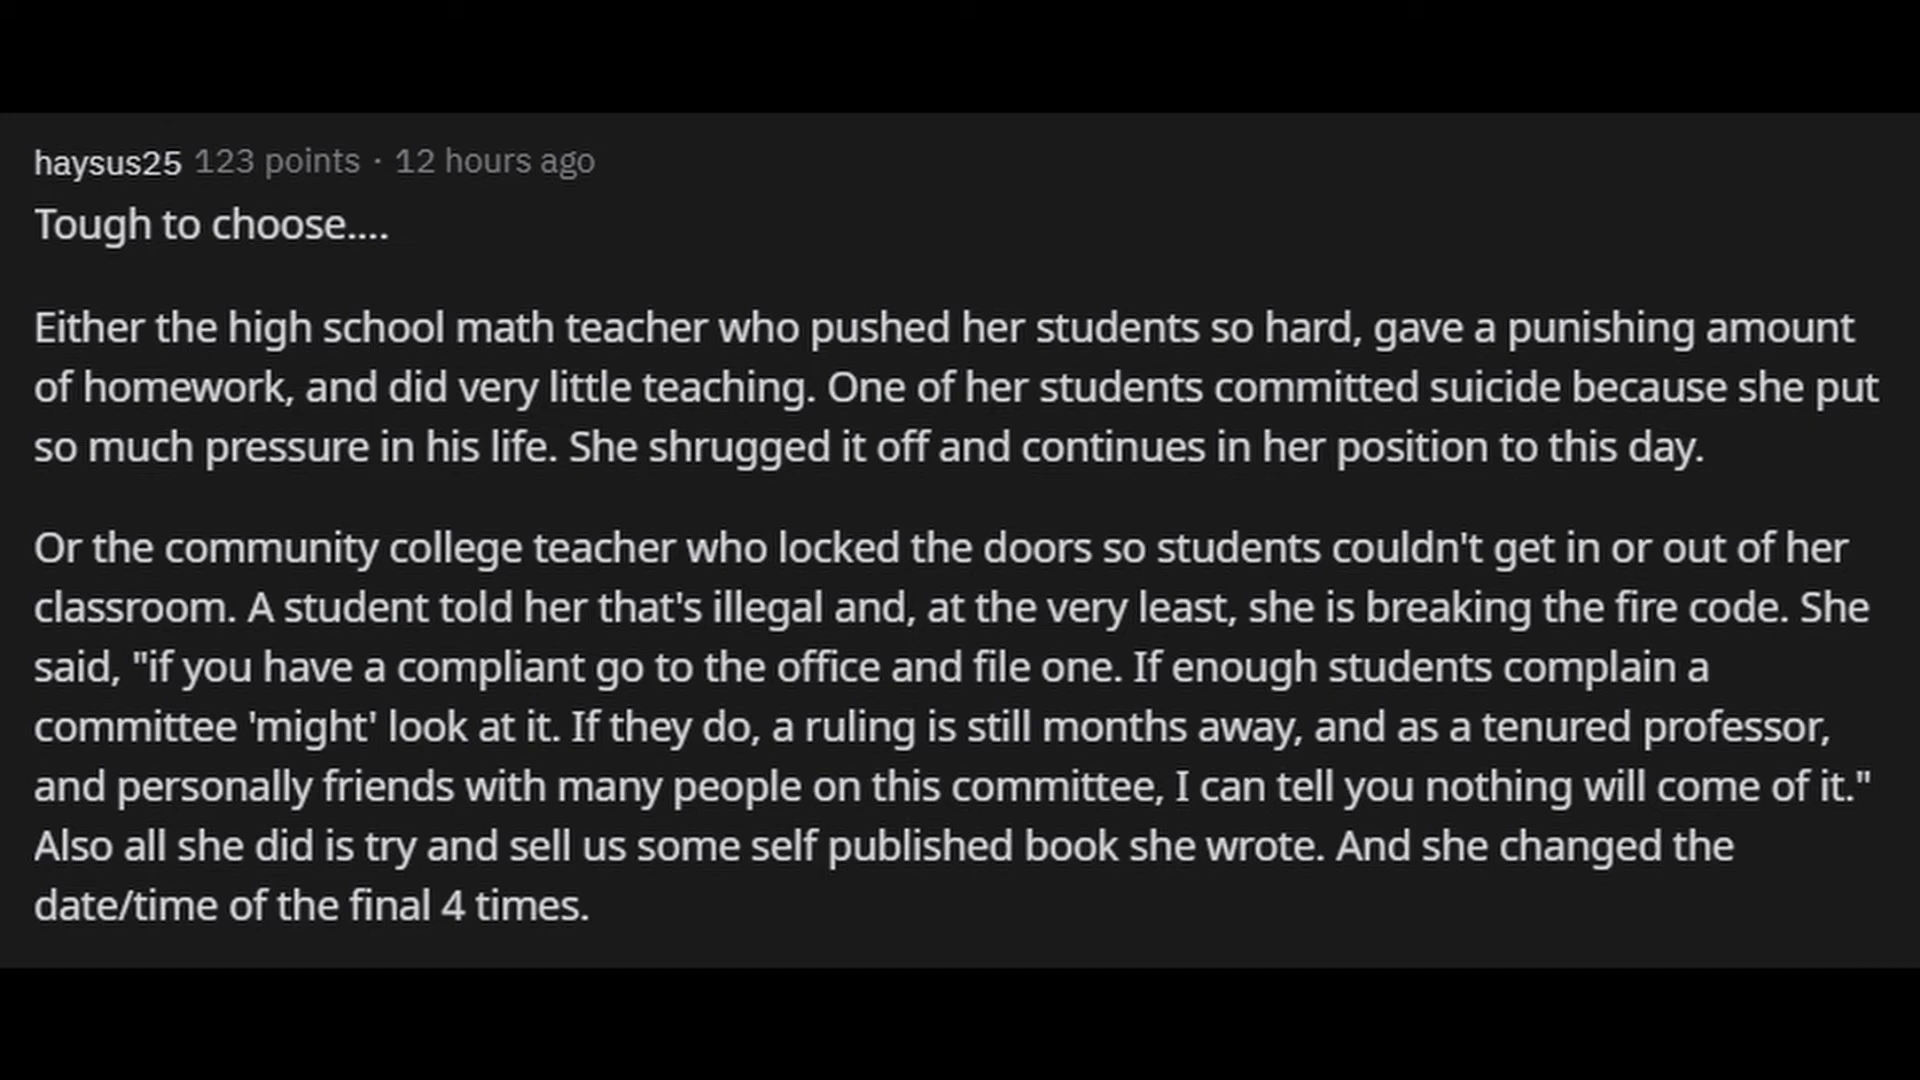 haysus25 123 points · 12 hours ago
Tough to choose....
Either the high school math teacher who pushed her students so hard, gave a punishing amount
of homework, and did very little teaching. One of her students committed suicide because she put
so much pressure in his life. She shrugged it off and continues in her position to this day.
Or the community college teacher who locked the doors so students couldn't get in or out of her
classroom. A student told her that's illegal and, at the very least, she is breaking the fire code. She
said, "if you have a compliant go to the office and file one. If enough students complain a
committee 'might' look at it. If they do, a ruling is still months away, and as a tenured professor,
and personally friends with many people on this committee, I can tell you nothing will come of it."
Also all she did is try and sell us some self published book she wrote. And she changed the
date/time of the final 4 times.